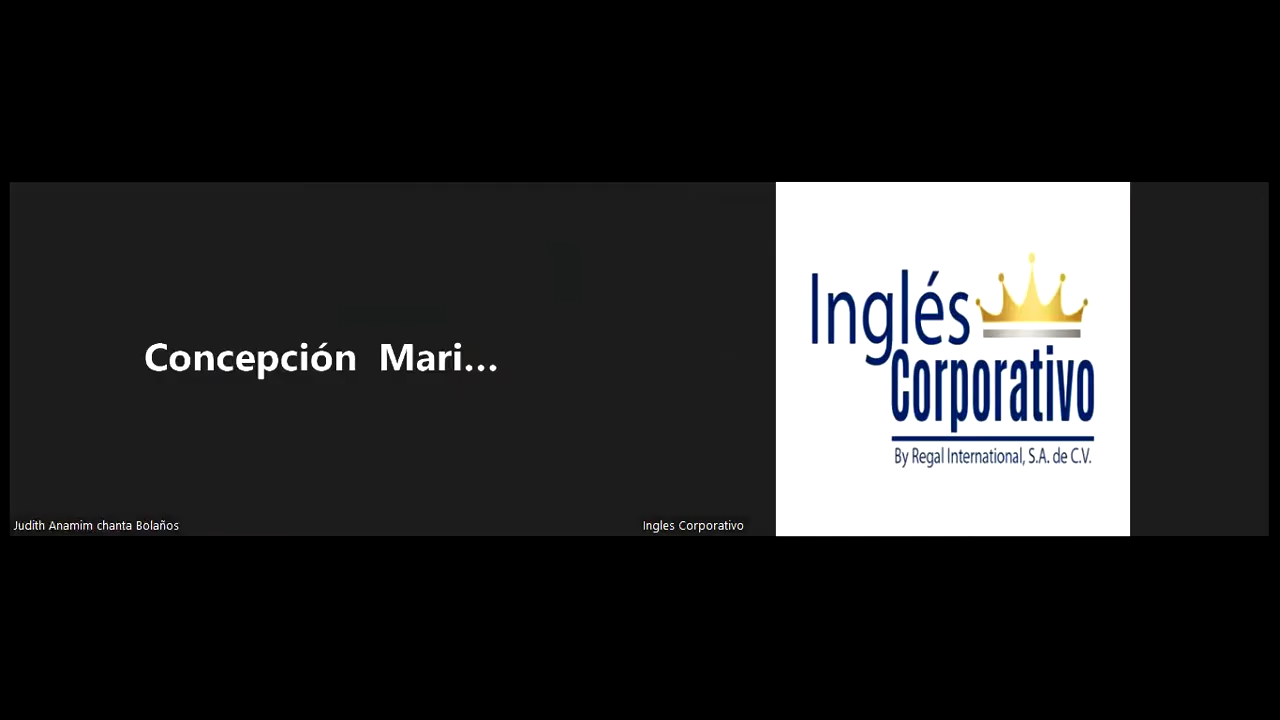 Concepción Mari...
Inglés
Corporativo
By Regal International, S.A. de C.V.
Judith Anamim chanta Bolaños
Ingles Corporativo